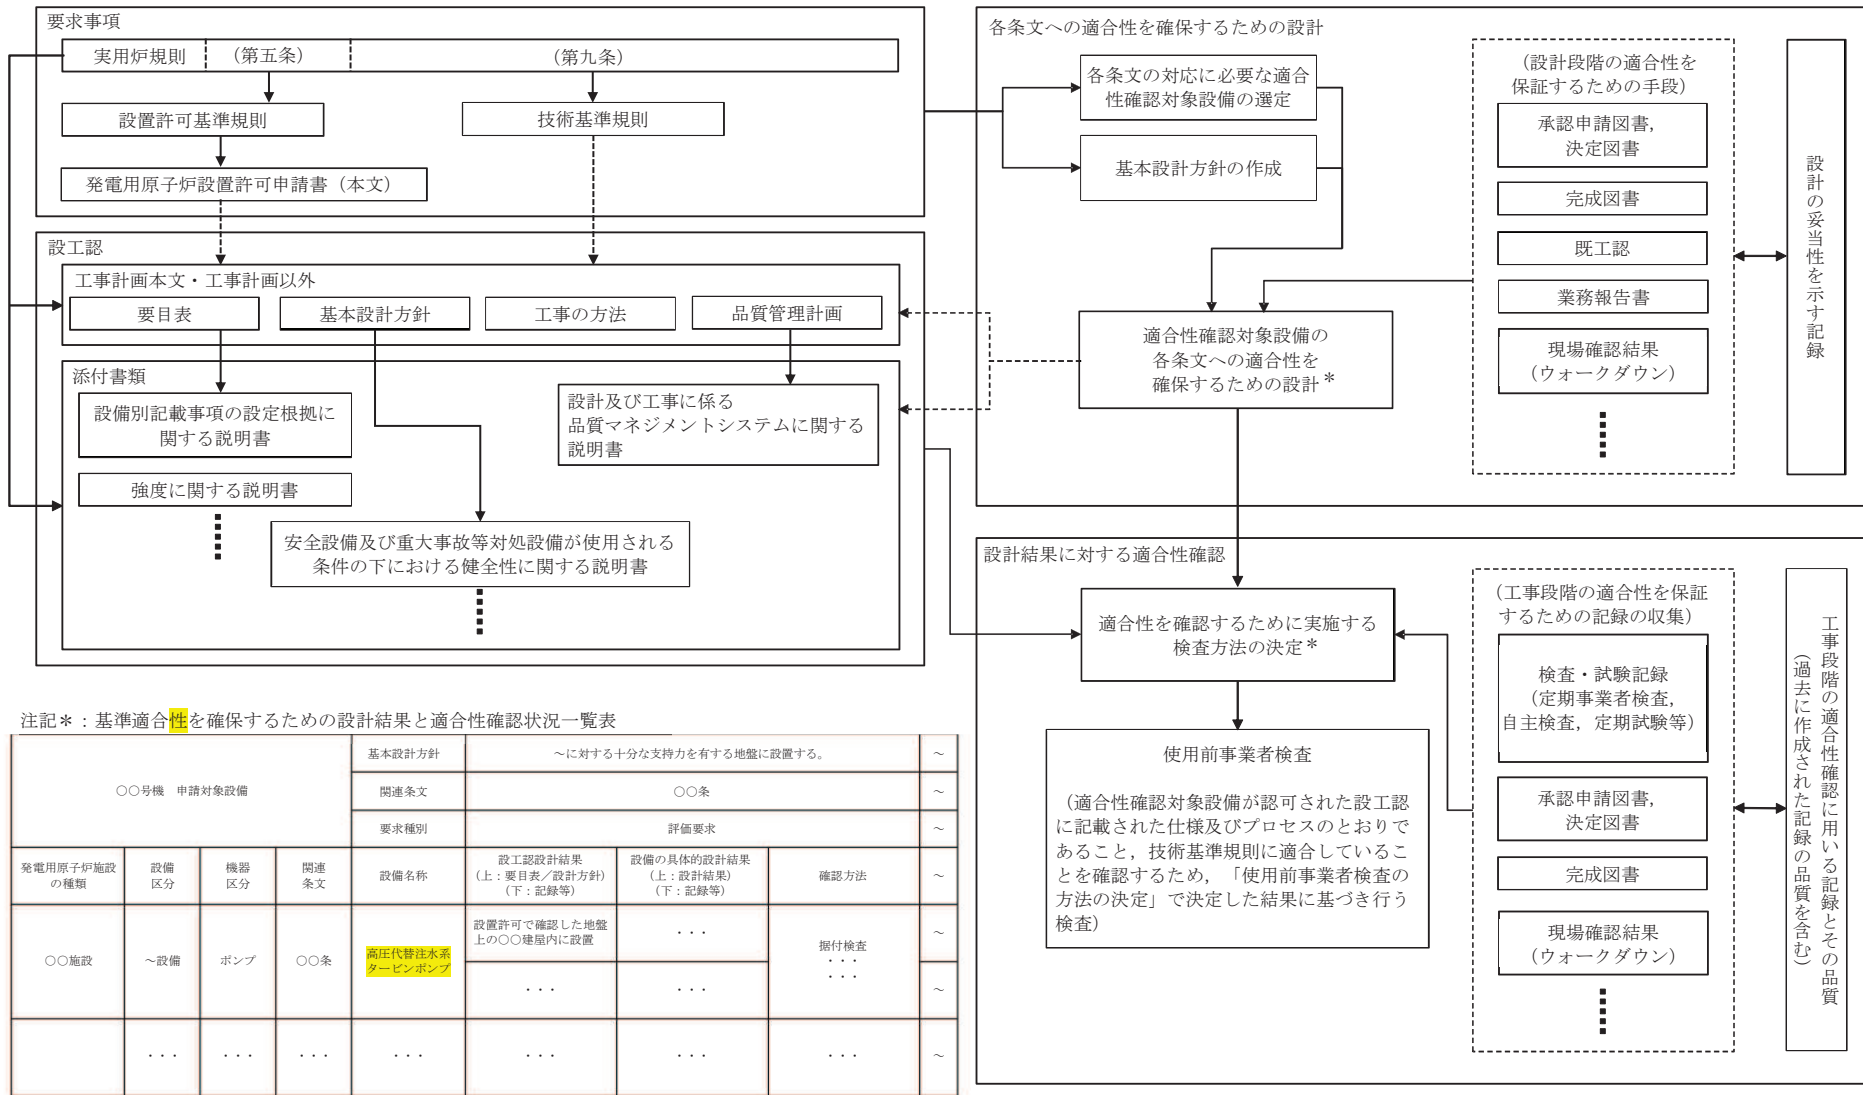 要求事項
実用炉規則
(第五条)
(第九条)
設置許可基準規則
技術基準規則
発電用原子炉設置許可申請書（本文）
設工認
工事計画本文・工事計画以外
要目表
基本設計方針
工事の方法
品質管理計画
添付書類
設備別記載事項の設定根拠に
関する説明書
設計及び工事に係る
品質マネジメントシステムに関する
説明書
強度に関する説明書
安全設備及び重大事故等対処設備が使用される
条件の下における健全性に関する説明書
各条文への適合性を確保するための設計
各条文の対応に必要な適合
性確認対象設備の選定
基本設計方針の作成
適合性確認対象設備の
各条文への適合性を
確保するための設計＊
（設計段階の適合性を
保証するための手段）
承認申請図書，
決定図書
完成図書
既工認
業務報告書
現場確認結果
（ウォークダウン）
設計の妥当性を示す記録
設計結果に対する適合性確認
適合性を確認するために実施する
検査方法の決定＊
使用前事業者検査
（適合性確認対象設備が認可された設工認
に記載された仕様及びプロセスのとおりで
あること，技術基準規則に適合しているこ
とを確認するため，「使用前事業者検査の
方法の決定」で決定した結果に基づき行う
検査）
（工事段階の適合性を保証
するための記録の収集）
検査・試験記録
（定期事業者検査，
自主検査，定期試験等）
承認申請図書，
決定図書
完成図書
現場確認結果
（ウォークダウン）
工事段階の適合性確認に用いる記録とその品質
（過去に作成された記録の品質を含む）
注記＊：基準適合性を確保するための設計結果と適合性確認状況一覧表
○○号機　申請対象設備
基本設計方針
～に対する十分な支持力を有する地盤に設置する。
～
関連条文
○○条
～
要求種別
評価要求
～
発電用原子炉施設
の種類
設備
区分
機器
区分
関連
条文
設備名称
設工認設計結果
（上：要目表／設計方針）
（下：記録等）
設備の具体的設計結果
（上：設計結果）
（下：記録等）
確認方法
～
○○施設
～設備
ポンプ
○○条
高圧代替注水系
タービンポンプ
設置許可で確認した地盤
上の○○建屋内に設置
・・・
据付検査
・・・
・・・
～
・・・
・・・
～
・・・
・・・
・・・
・・・
・・・
・・・
・・・
～